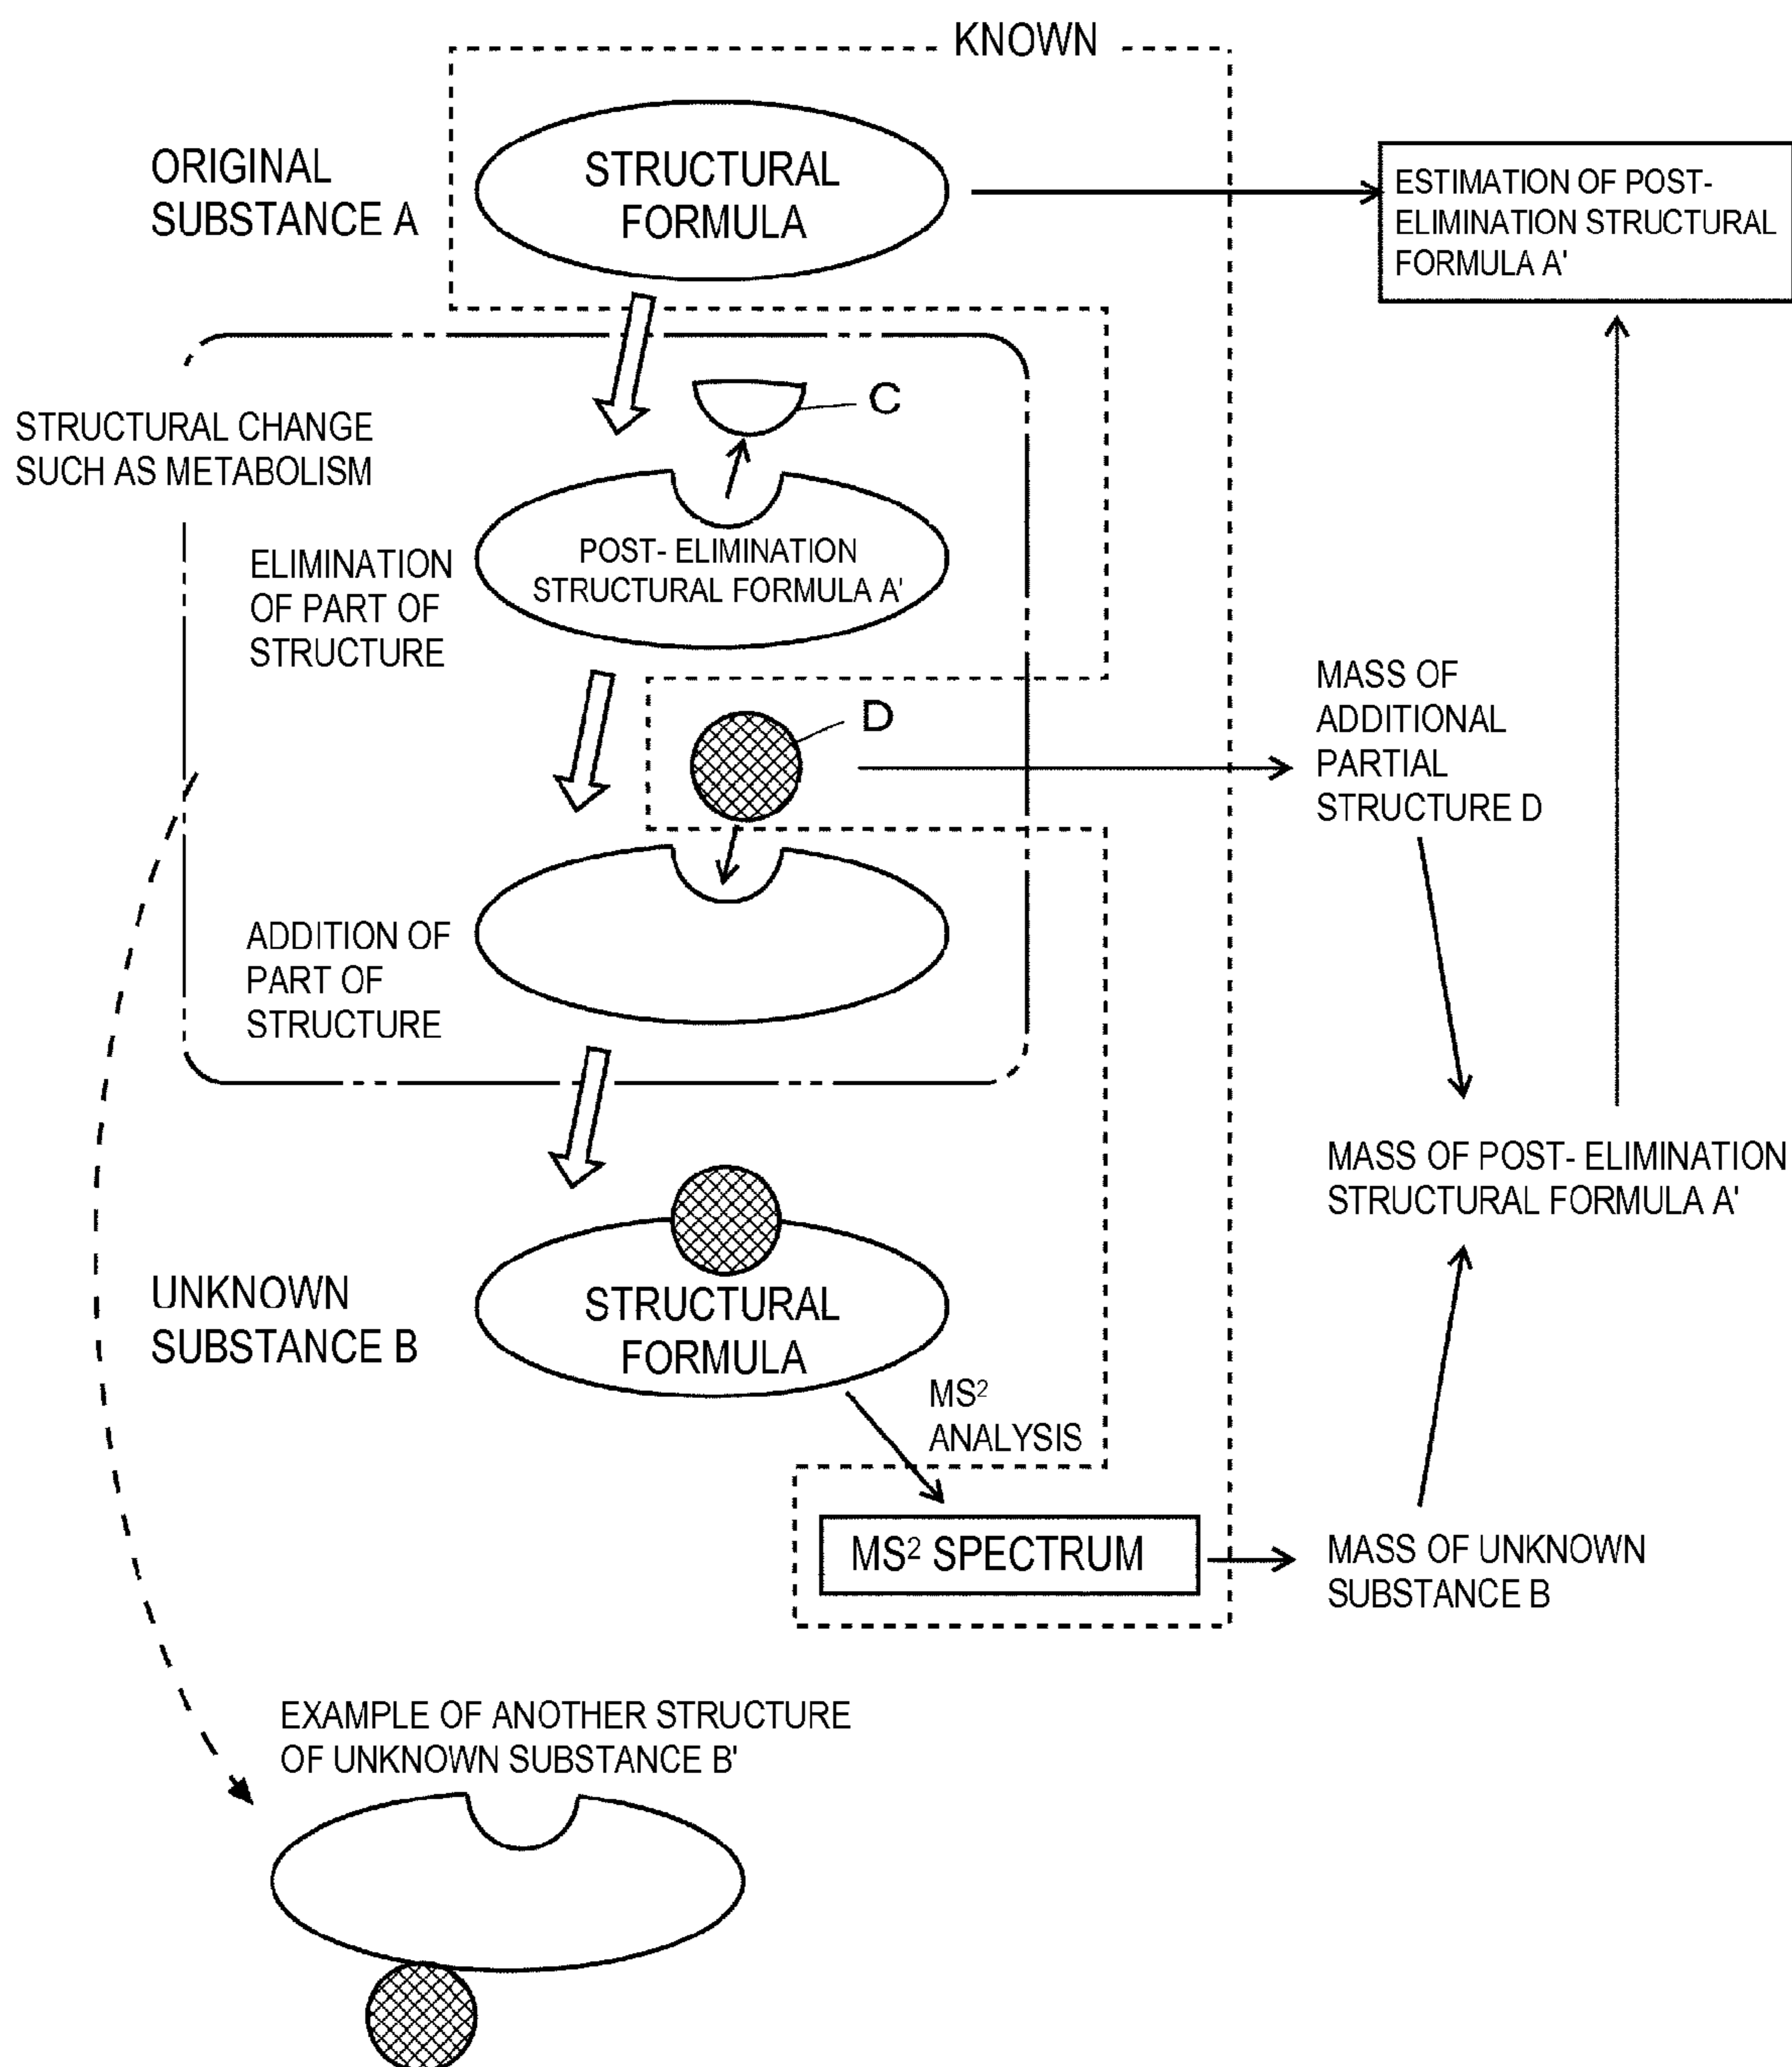 KNOWN
ORIGINAL
SUBSTANCE A
STRUCTURAL
FORMULA
ESTIMATION OF POST-
ELIMINATION STRUCTURAL
FORMULA A'
STRUCTURAL CHANGE
SUCH AS METABOLISM
C
ELIMINATION
OF PART OF
STRUCTURE
POST- ELIMINATION
STRUCTURAL FORMULA A'
D
MASS OF
ADDITIONAL
PARTIAL
STRUCTURE D
ADDITION OF
PART OF
STRUCTURE
MASS OF POST- ELIMINATION
STRUCTURAL FORMULA A'
UNKNOWN
SUBSTANCE B
STRUCTURAL
FORMULA
MS²
ANALYSIS
MS² SPECTRUM
MASS OF UNKNOWN
SUBSTANCE B
EXAMPLE OF ANOTHER STRUCTURE
OF UNKNOWN SUBSTANCE B'